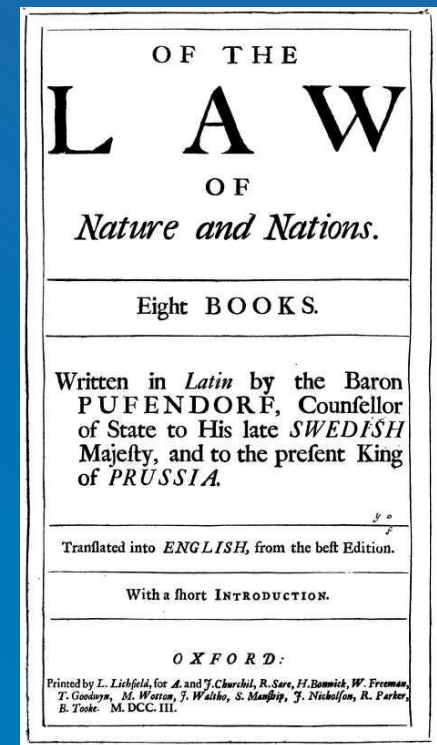 OF THE
LAW
OF
Nature and Nations.
Eight BOOKS.
Written in Latin by the Baron
PUFENDORF, Counſellor
of State to His late SWEDISH
Majeſty, and to the preſent King
of PRUSSIA.
Tranſlated into ENGLISH, from the beſt Edition.
With a ſhort INTRODUCTION.
OXFORD:
Printed by L. Lichfield, for A. and J. Churchil, R. Sare, H. Bonwick, W. Freeman,
T. Goodwyn, M. Wotton, J. Waltho, S. Manſhip, J. Nicholſon, R. Parker,
B. Tooke. M. DCC. III.